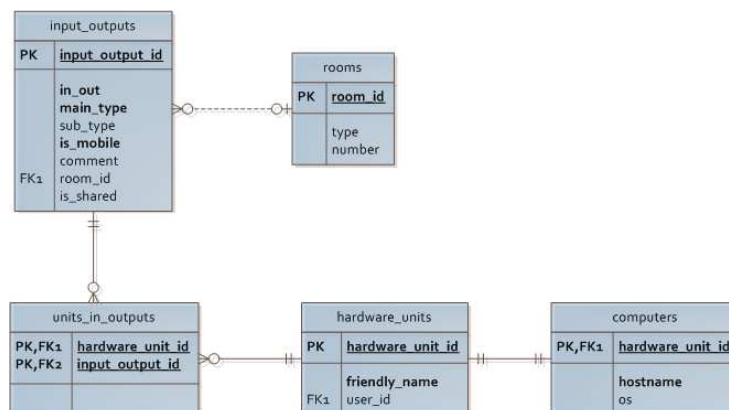 input_outputs
PK input_output_id
in_out
main_type
sub_type
is_mobile
comment
FK1 room_id
is_shared
rooms
PK room_id
type
number
units_in_outputs
PK,FK1 hardware_unit_id
PK,FK2 input_output_id
hardware_units
PK hardware_unit_id
friendly_name
FK1 user_id
computers
PK,FK1 hardware_unit_id
hostname
os